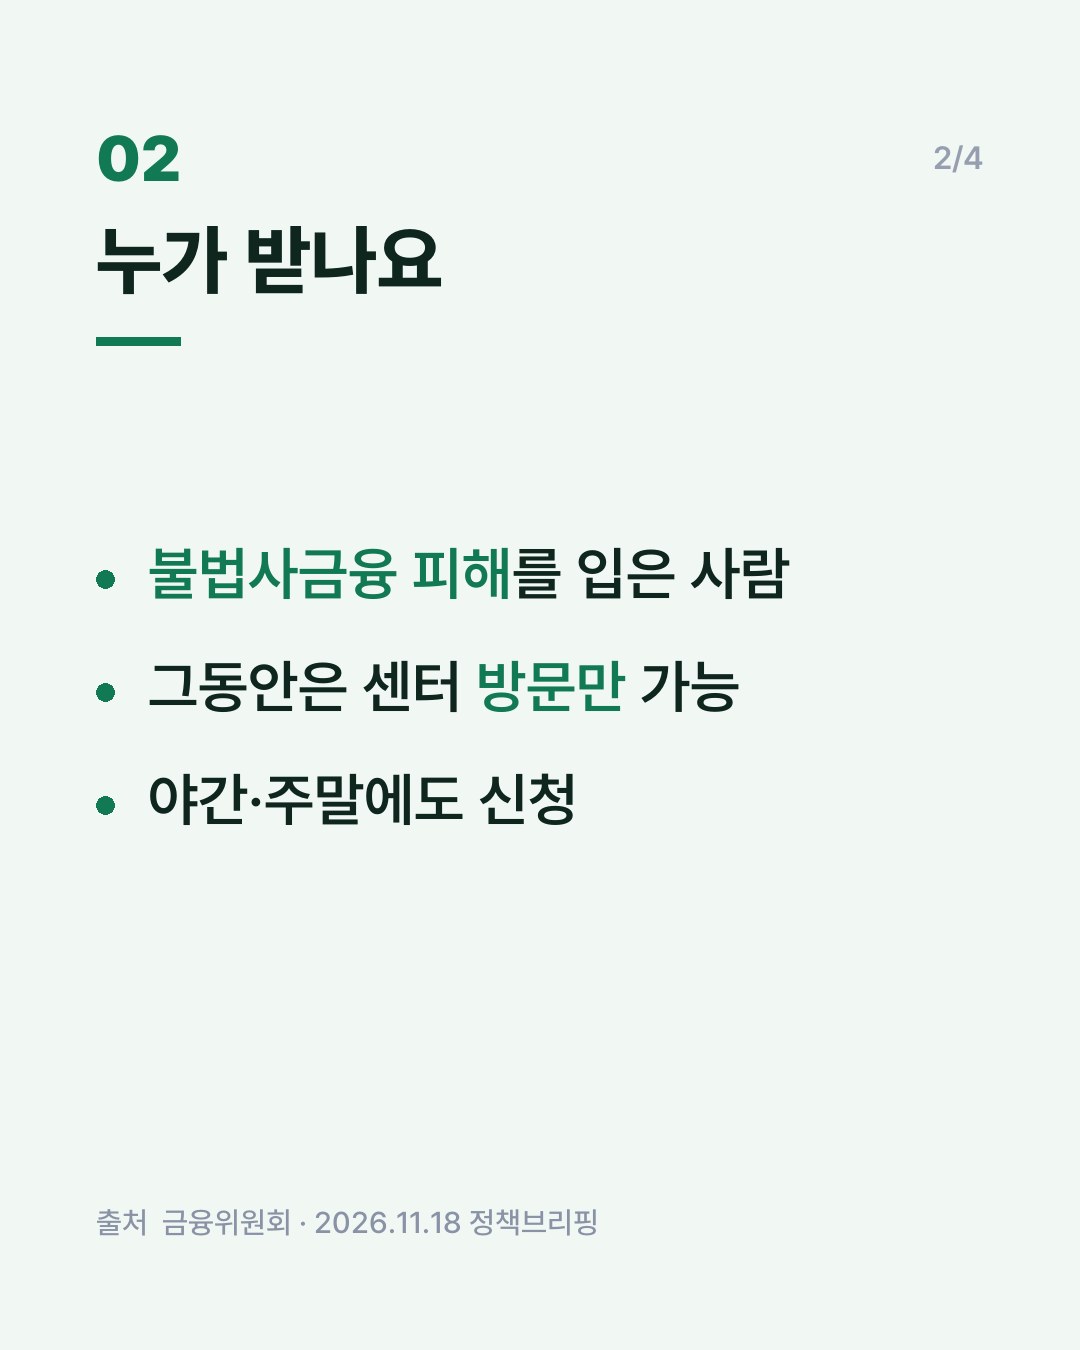 02
2/4
누가 받나요
불법사금융 피해를 입은 사람
그동안은 센터 방문만 가능
야간·주말에도 신청
출처 금융위원회 · 2026.11.18 정책브리핑